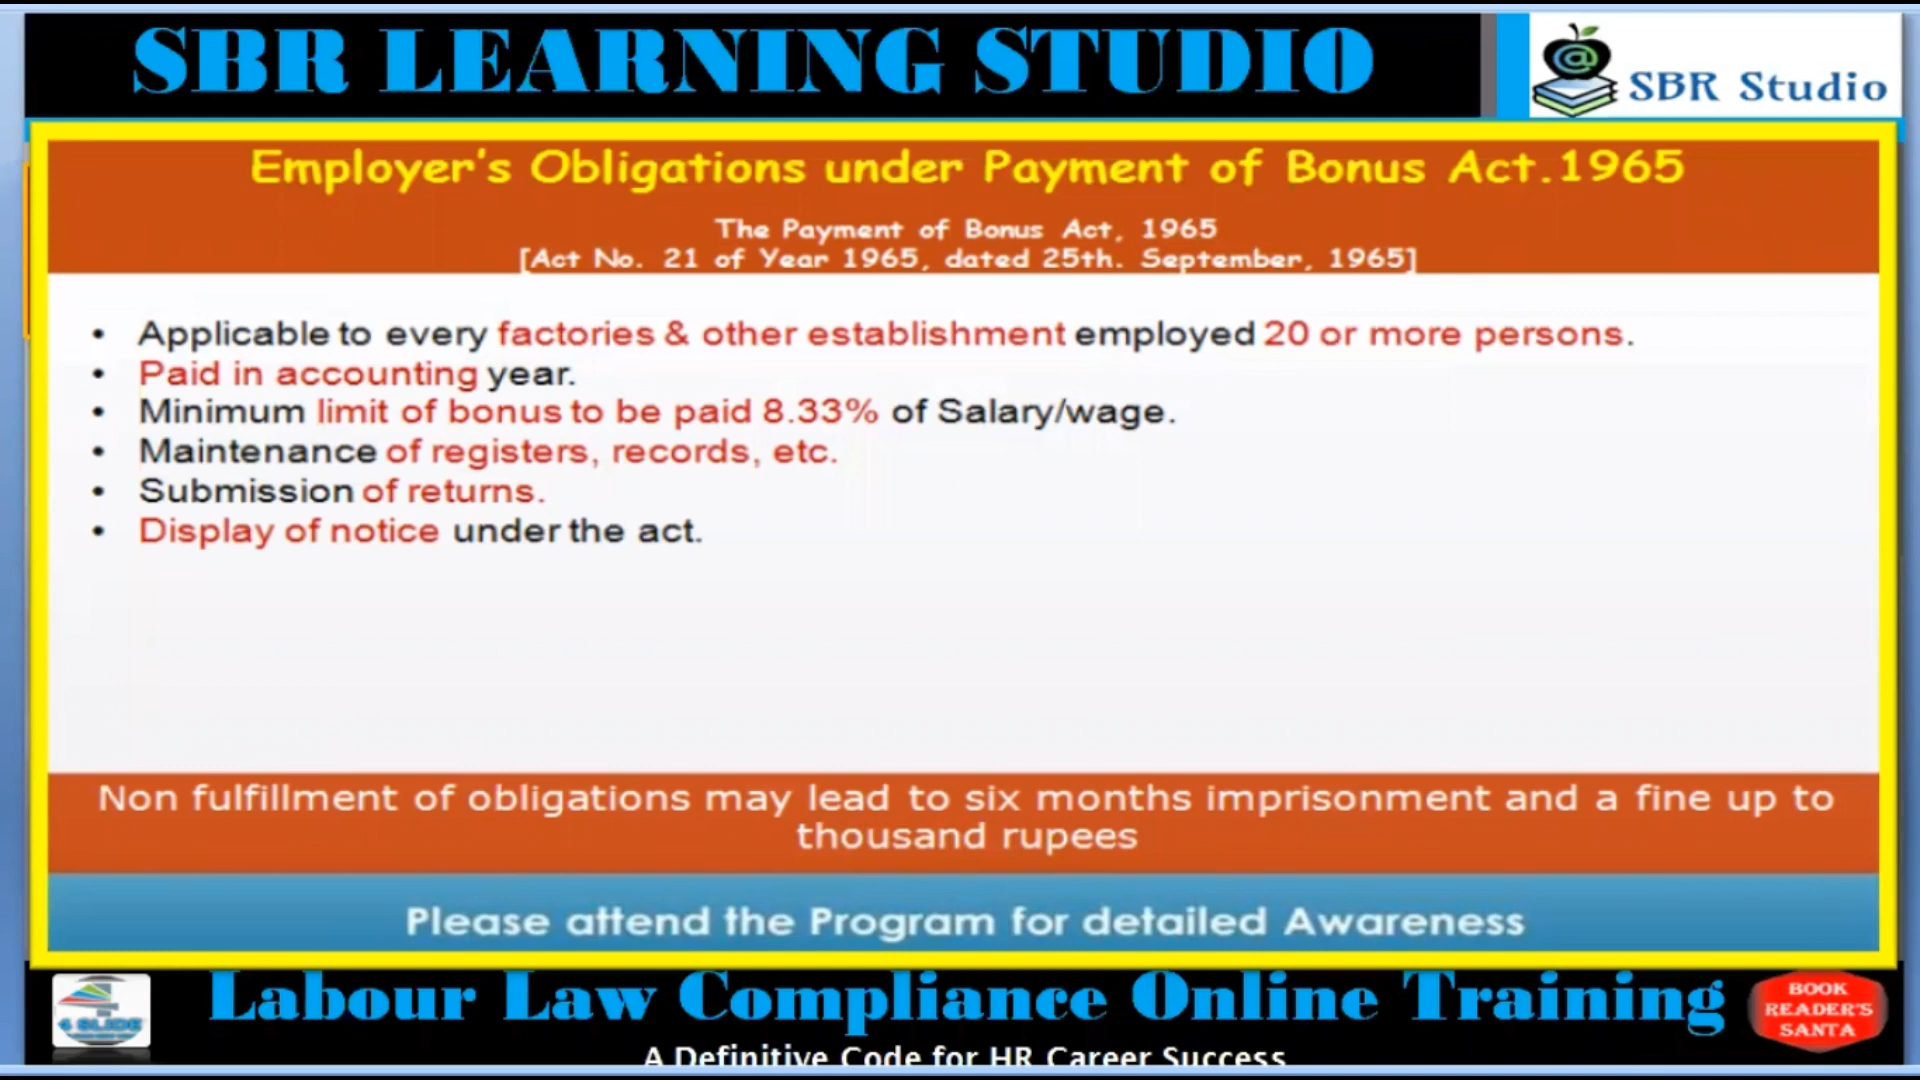 SBR LEARNING STUDIO
@
SBR Studio
Employer's Obligations under Payment of Bonus Act.1965
The Payment of Bonus Act, 1965
[Act No. 21 of Year 1965, dated 25th. September, 1965]
• Applicable to every factories & other establishment employed 20 or more persons.
• Paid in accounting year.
• Minimum limit of bonus to be paid 8.33% of Salary/wage.
• Maintenance of registers, records, etc.
• Submission of returns.
• Display of notice under the act.
Non fulfillment of obligations may lead to six months imprisonment and a fine up to
thousand rupees
Please attend the Program for detailed Awareness
4 SLIDE
Labour Law Compliance Online Training
BOOK
READER'S
SANTA
A Definitive Code for HR Career Success